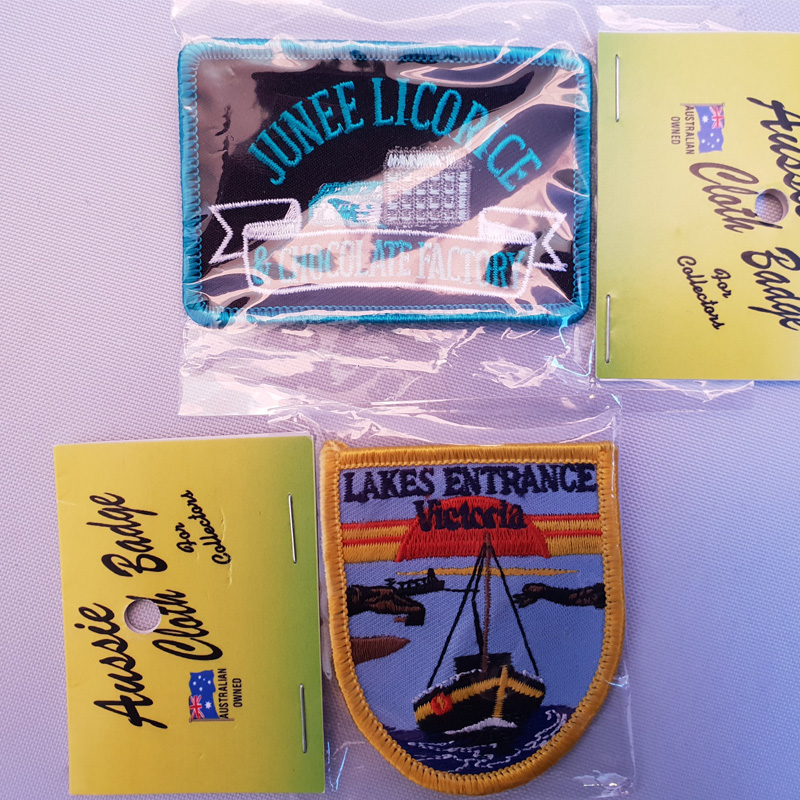 JUNEE LICORICE
& CHOCOLATE FACTORY
Aussie
Cloth Badge
For
Collectors
AUSTRALIAN
OWNED
LAKES ENTRANCE
Victoria
Aussie
Cloth Badge
For
Collectors
AUSTRALIAN
OWNED